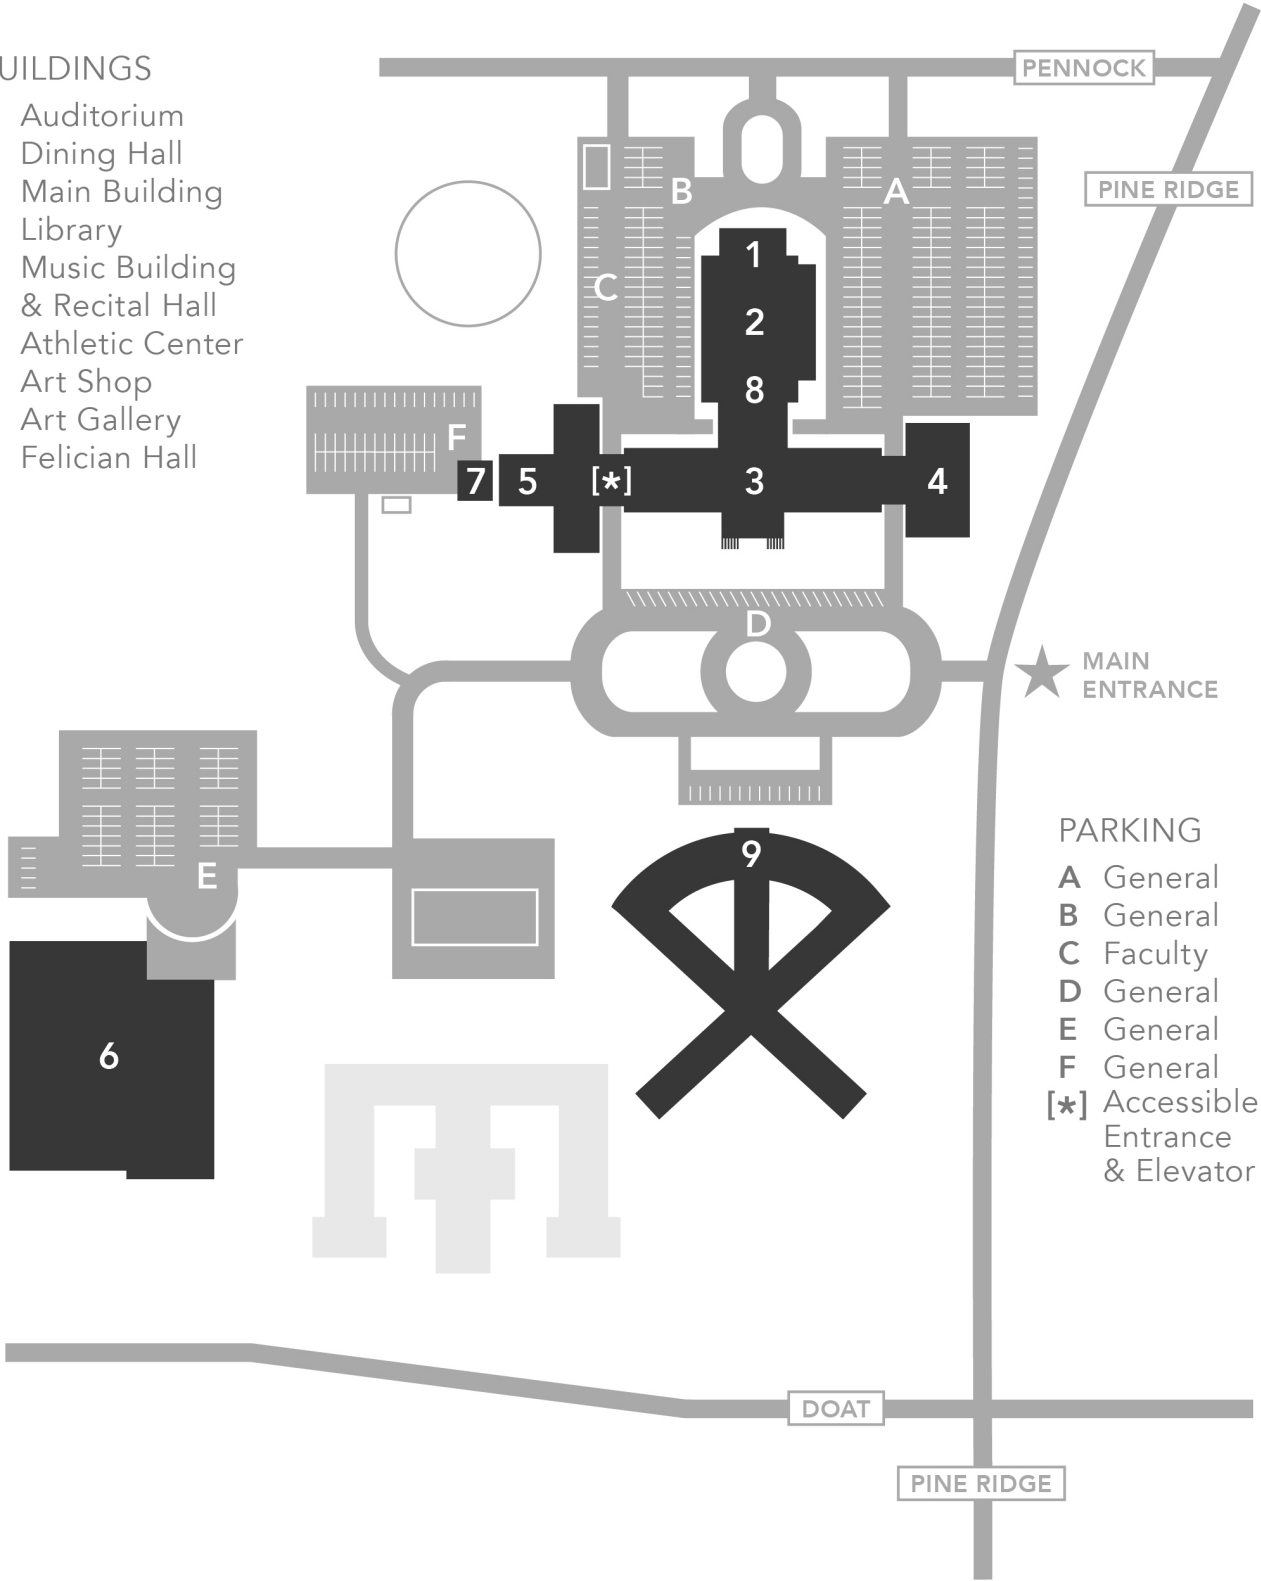 UILDINGS
Auditorium
Dining Hall
Main Building
Library
Music Building
& Recital Hall
Athletic Center
Art Shop
Art Gallery
Felician Hall
PENNOCK
PINE RIDGE
B
A
C
1
2
8
F
7
5
[*]
3
4
D
MAIN
ENTRANCE
E
9
6
PARKING
A General
B General
C Faculty
D General
E General
F General
[*] Accessible
Entrance
& Elevator
DOAT
PINE RIDGE